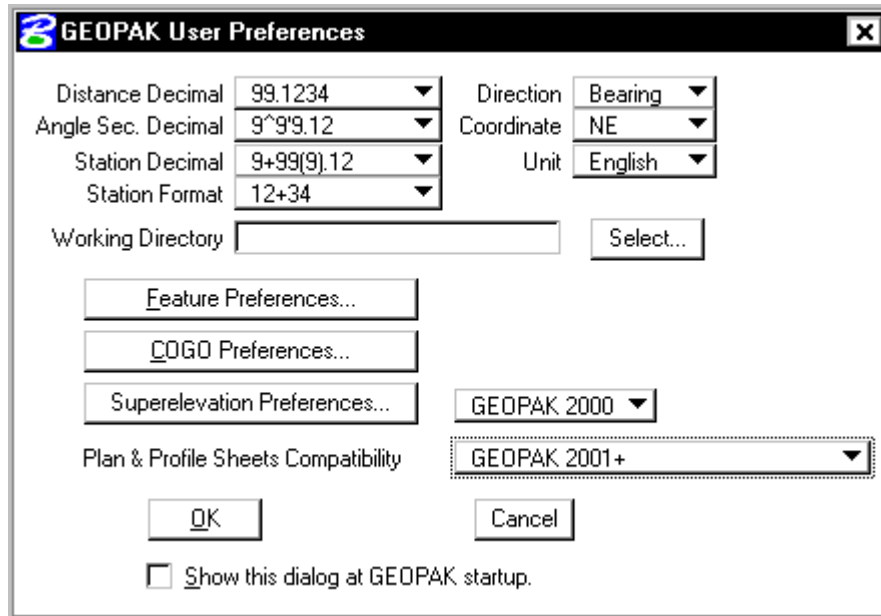 GEOPAK User Preferences
Distance Decimal 99.1234 Direction Bearing
Angle Sec. Decimal 9^9'9.12 Coordinate NE
Station Decimal 9+99(9).12 Unit English
Station Format 12+34
Working Directory Select...
Feature Preferences...
COGO Preferences...
Superelevation Preferences... GEOPAK 2000
Plan & Profile Sheets Compatibility GEOPAK 2001+
OK Cancel
Show this dialog at GEOPAK startup.